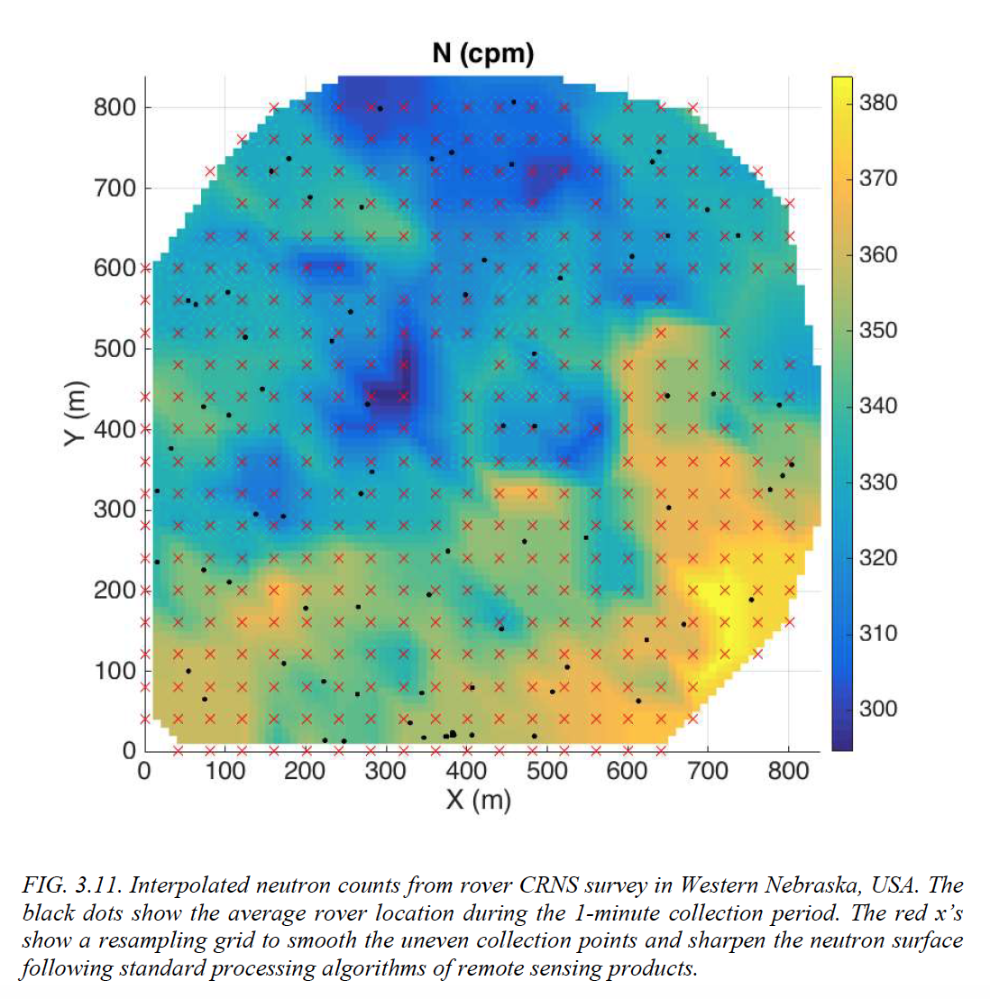 N (cpm)
800
700
600
500
400
300
200
100
0
Y (m)
0 100 200 300 400 500 600 700 800
X (m)
380
370
360
350
340
330
320
310
300
FIG. 3.11. Interpolated neutron counts from rover CRNS survey in Western Nebraska, USA. The
black dots show the average rover location during the 1-minute collection period. The red x’s
show a resampling grid to smooth the uneven collection points and sharpen the neutron surface
following standard processing algorithms of remote sensing products.